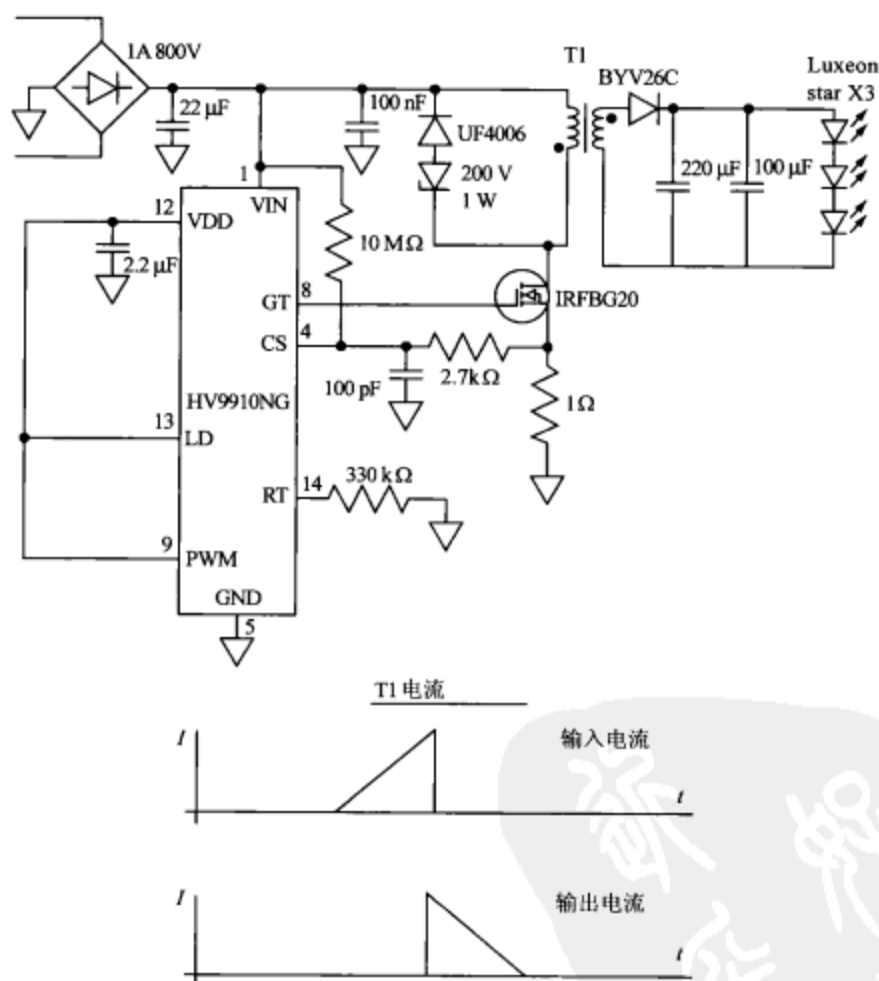 1A 800V
T1
BYV26C
Luxeon
star X3
22 μF
100 nF
UF4006
200 V
1 W
220 μF
100 μF
1
VIN
12
VDD
2.2 μF
10 MΩ
GT
8
IRFBG20
CS
4
100 pF
2.7kΩ
1Ω
HV9910NG
13
LD
RT
14
330 kΩ
9
PWM
GND
5
T1 电流
I
输入电流
t
I
输出电流
t